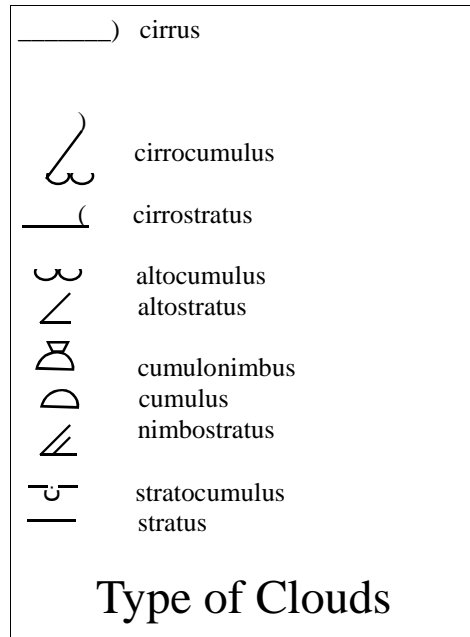 cirrus
cirrocumulus
cirrostratus
altocumulus
altostratus
cumulonimbus
cumulus
nimbostratus
stratocumulus
stratus
Type of Clouds